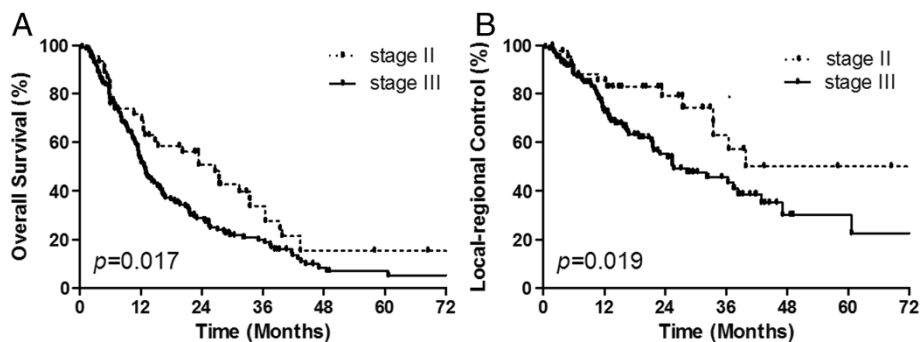 A
Overall Survival (%)
100
80
60
40
20
0
stage II
stage III
p=0.017
0 12 24 36 48 60 72
Time (Months)
B
Local-regional Control (%)
100
80
60
40
20
0
stage II
stage III
p=0.019
0 12 24 36 48 60 72
Time (Months)